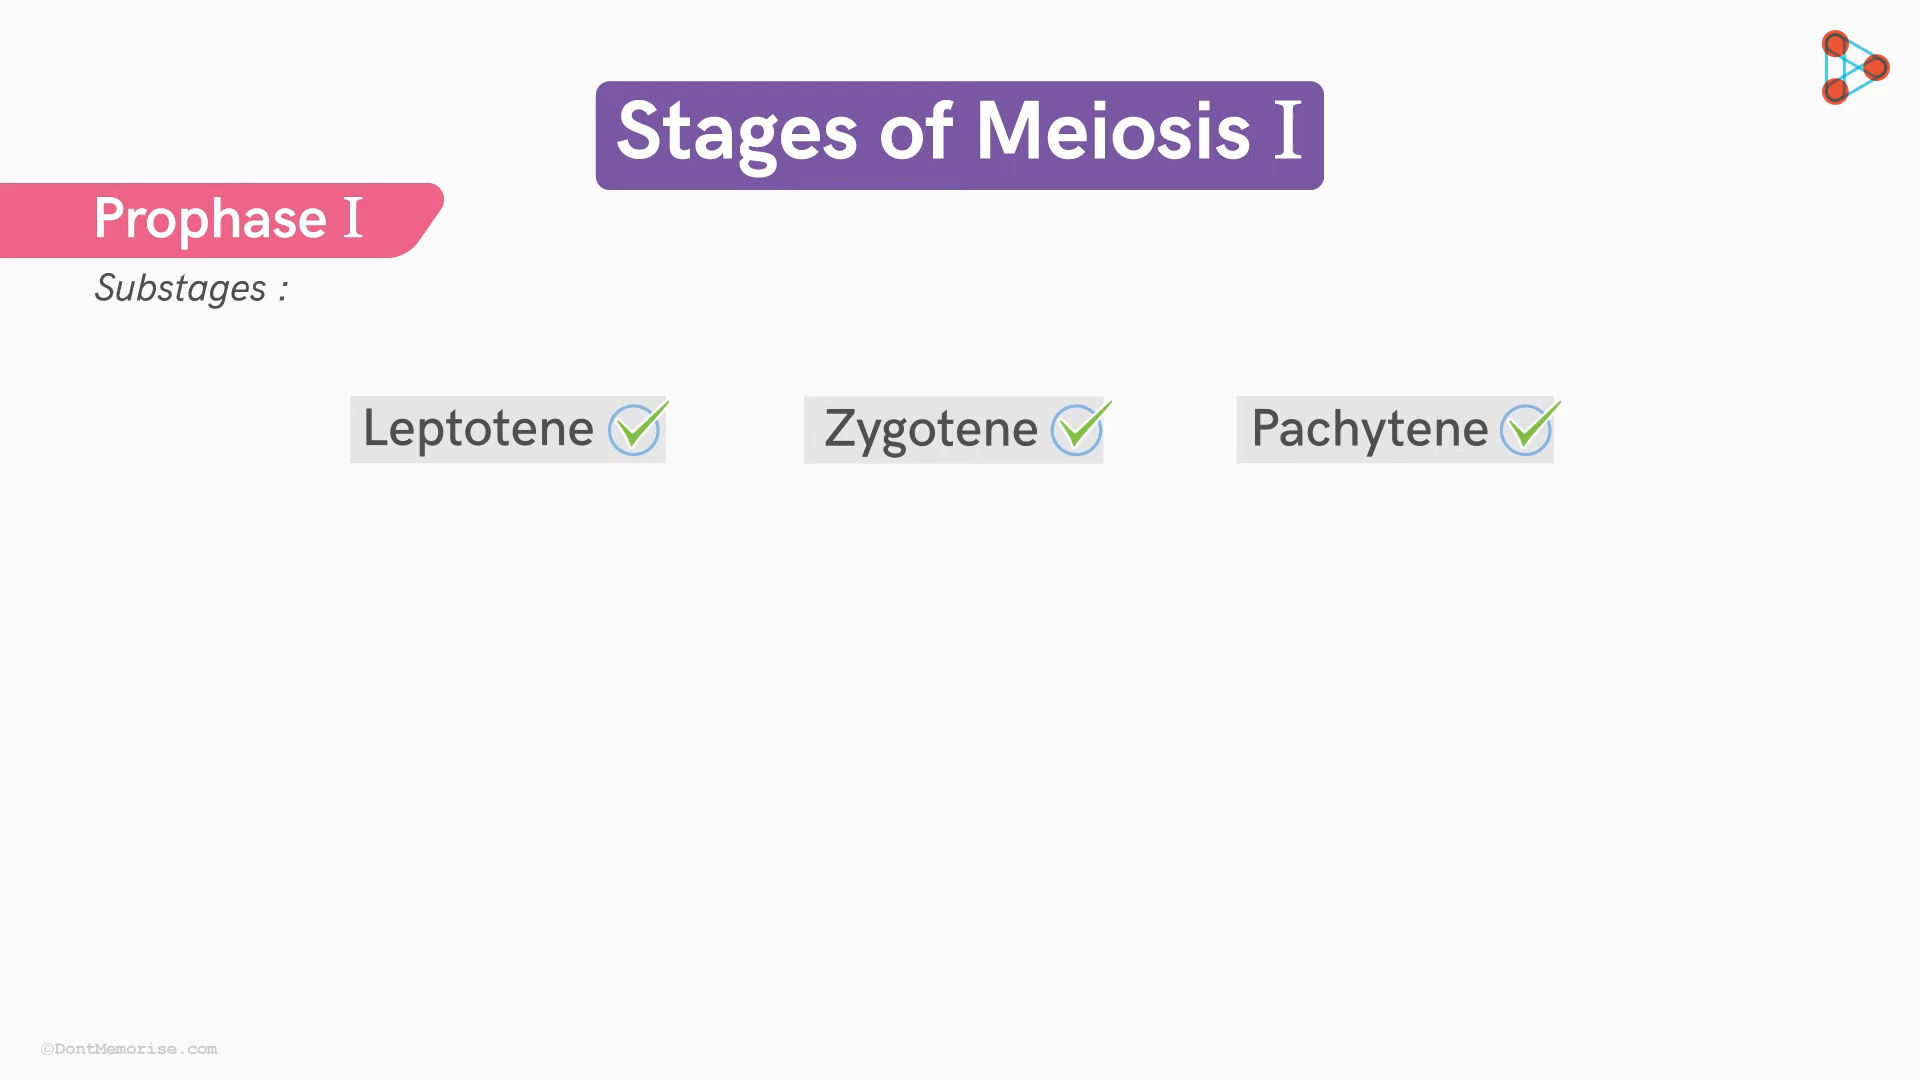 Stages of Meiosis I
Prophase I
Substages :
Leptotene
Zygotene
Pachytene
©DontMemorise.com